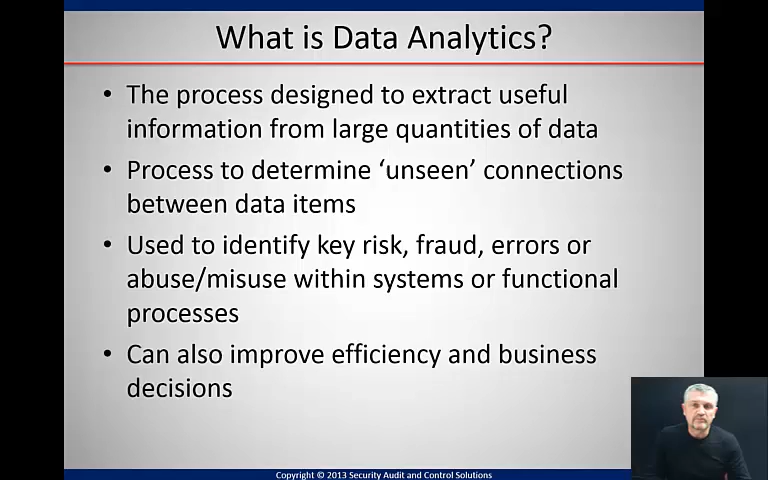 What is Data Analytics?
• The process designed to extract useful
information from large quantities of data
• Process to determine ‘unseen’ connections
between data items
• Used to identify key risk, fraud, errors or
abuse/misuse within systems or functional
processes
• Can also improve efficiency and business
decisions
Copyright © 2013 Security Audit and Control Solutions